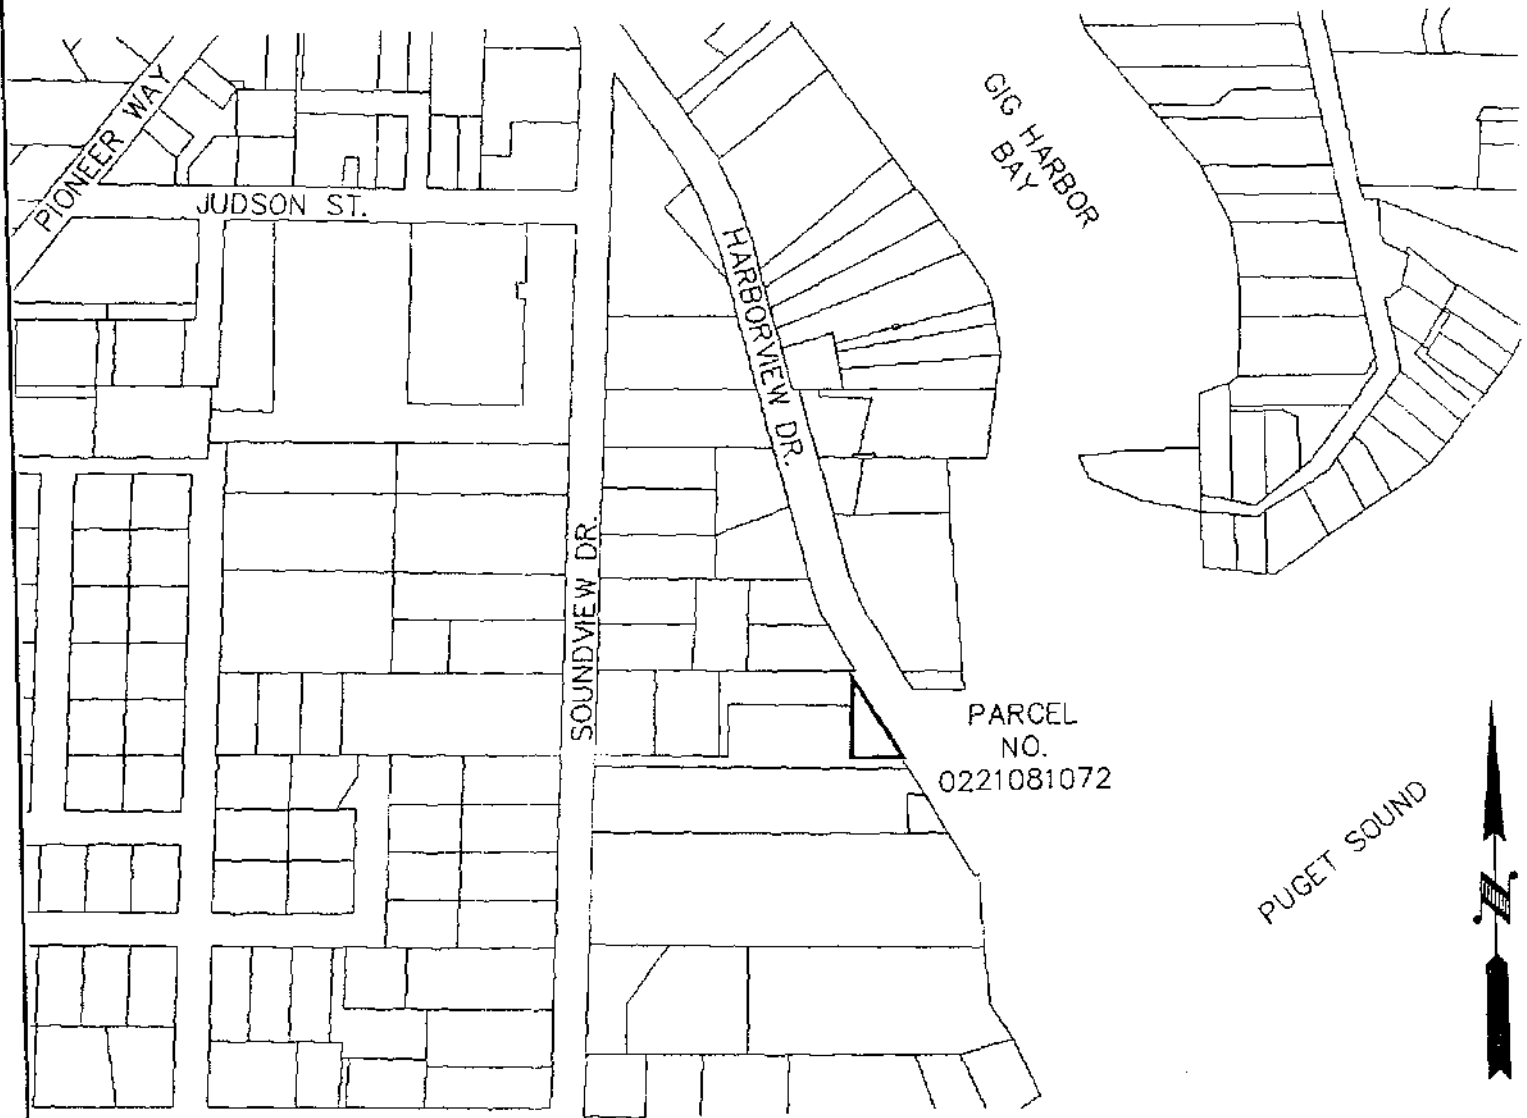 PIONEER WAY
JUDSON ST.
HARBORVIEW DR.
GIG HARBOR
BAY
SOUNDVIEW DR.
PARCEL
NO.
0221081072
PUGET SOUND
N